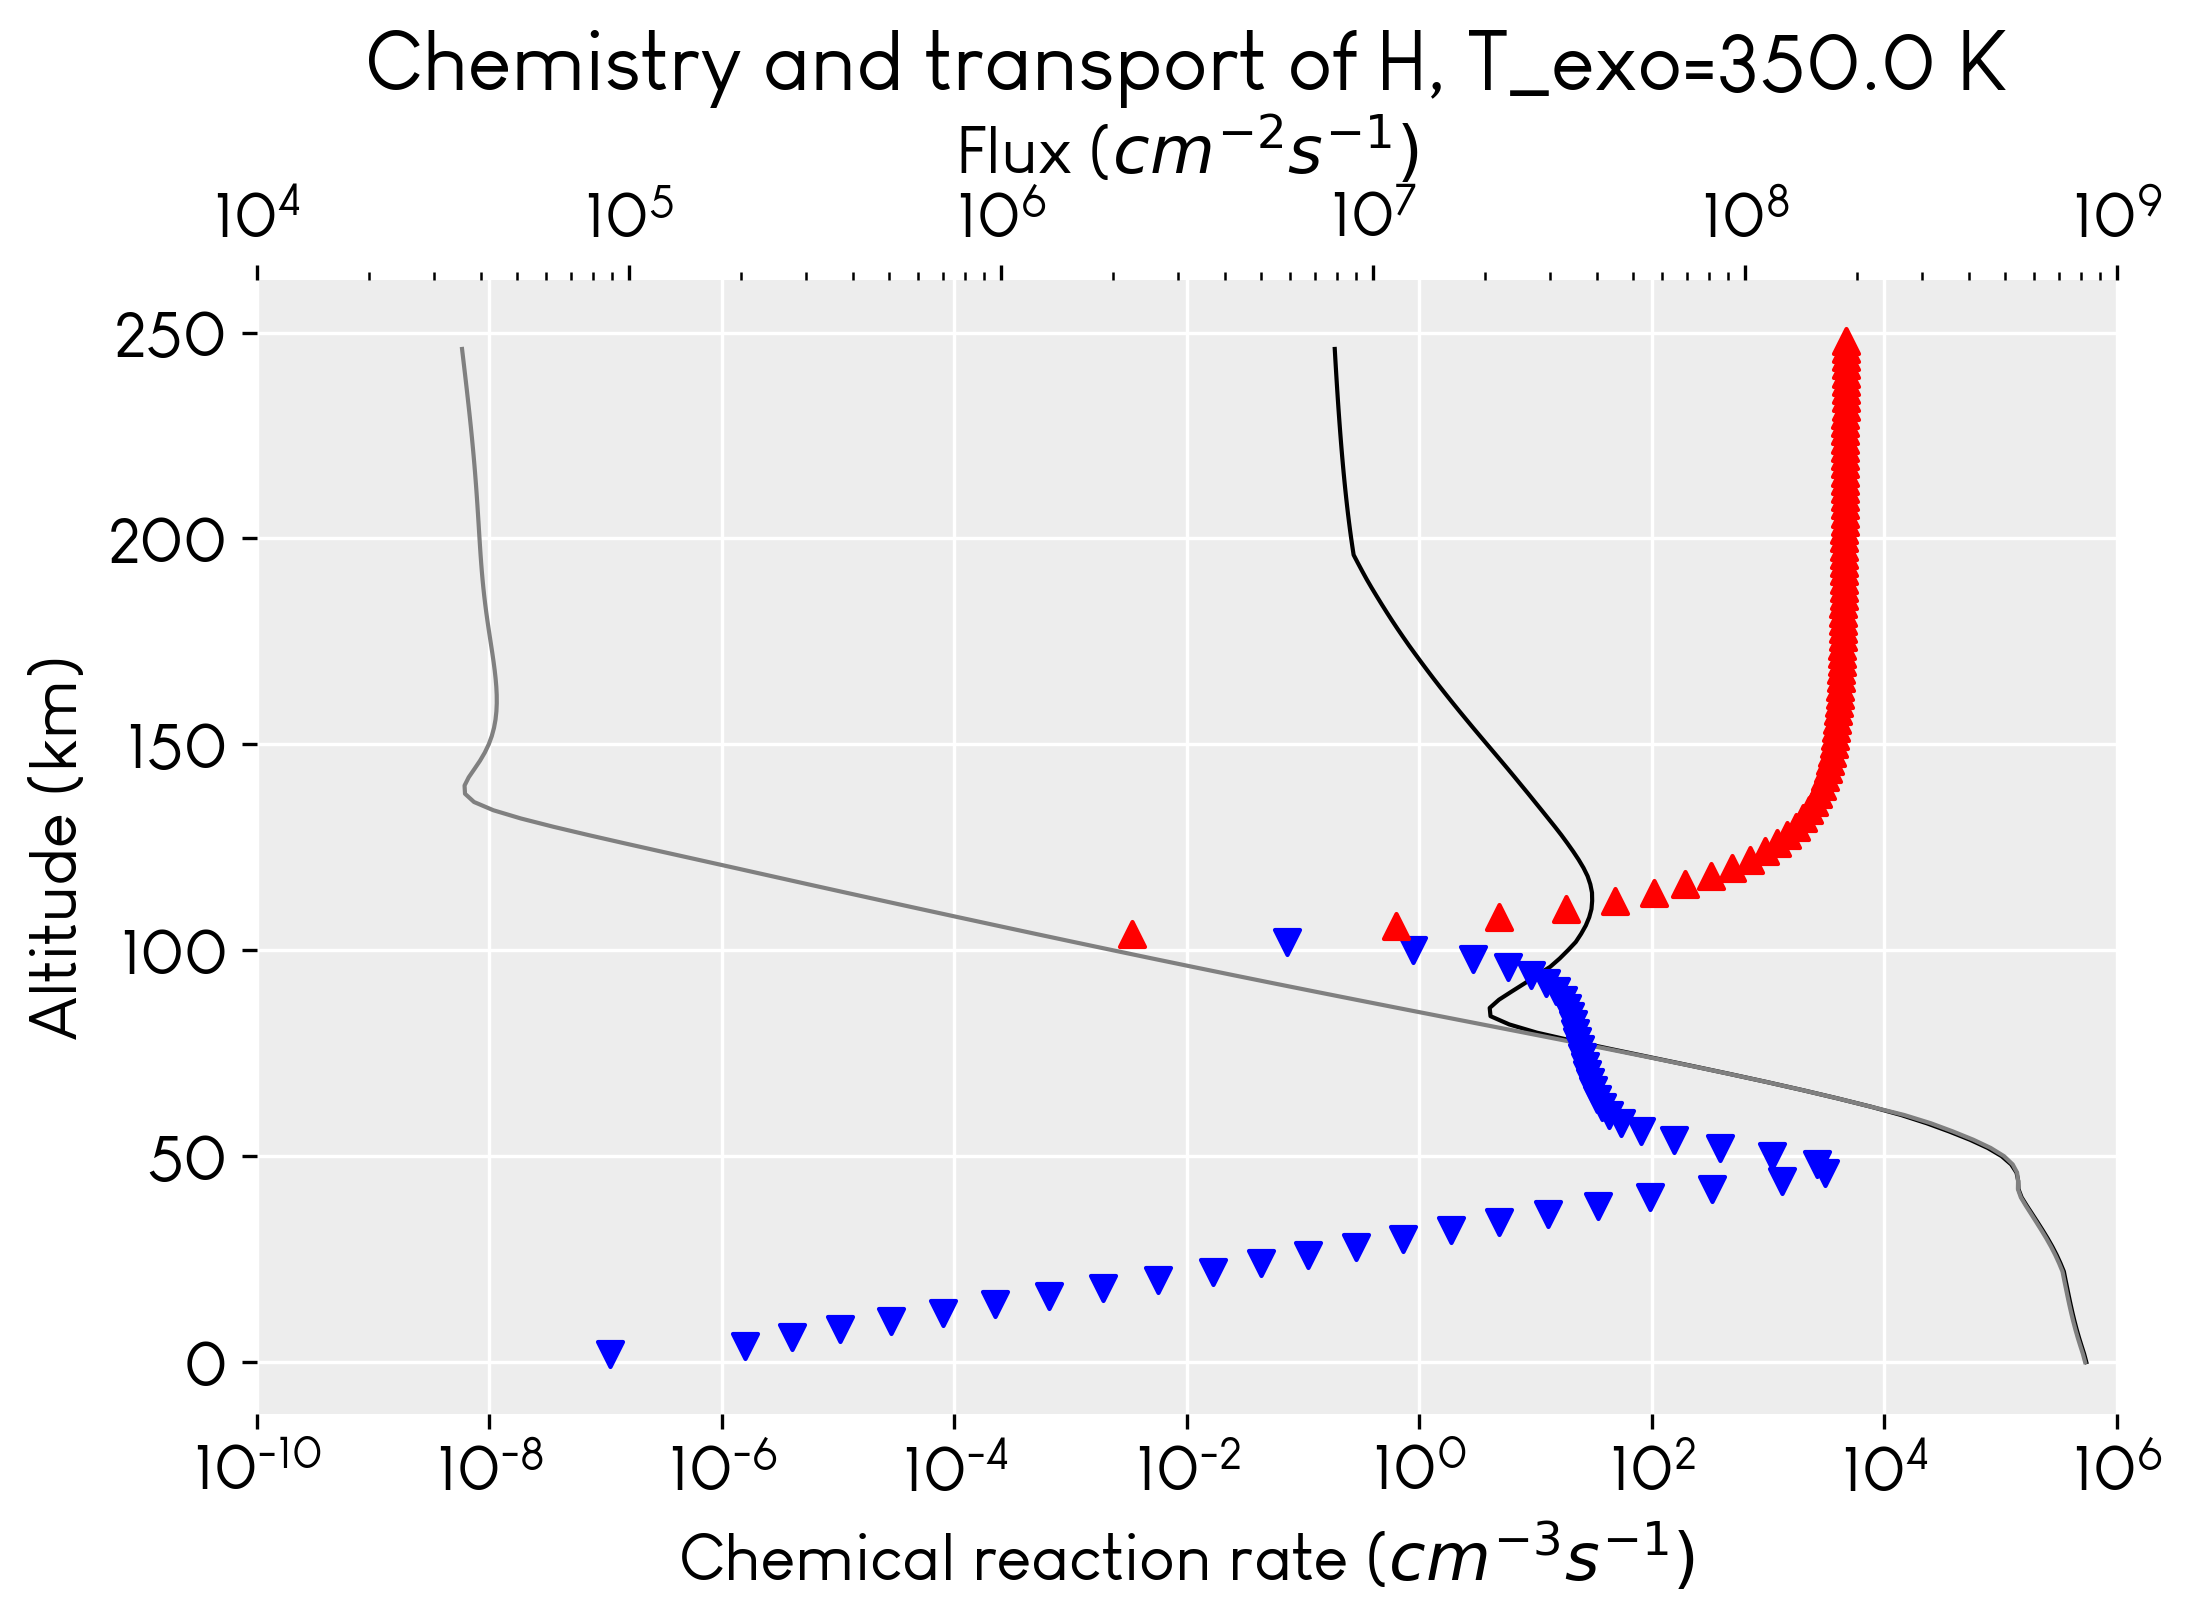 Chemistry and transport of H, T_exo=350.0 K
Flux (cm⁻²s⁻¹)
10⁴ 10⁵ 10⁶ 10⁷ 10⁸ 10⁹
Altitude (km)
250
200
150
100
50
0
10⁻¹⁰ 10⁻⁸ 10⁻⁶ 10⁻⁴ 10⁻² 10⁰ 10² 10⁴ 10⁶
Chemical reaction rate (cm⁻³s⁻¹)